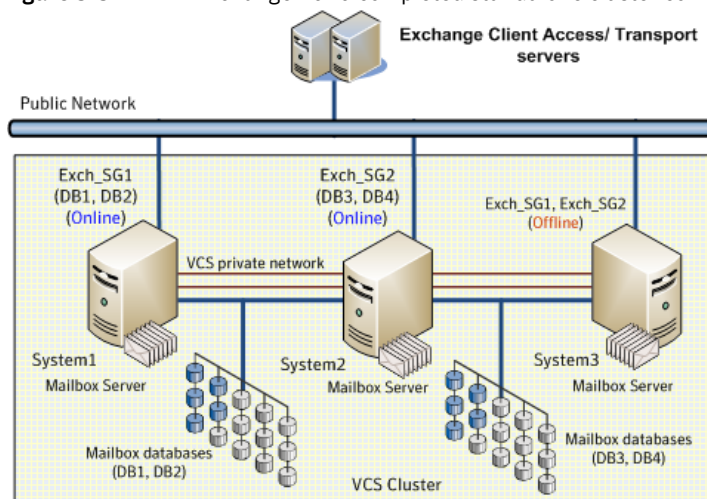 Exchange Client Access/ Transport
servers
Public Network
Exch_SG1
(DB1, DB2)
(Online)
Exch_SG2
(DB3, DB4)
(Online)
Exch_SG1, Exch_SG2
(Offline)
VCS private network
System1
Mailbox Server
System2
Mailbox Server
System3
Mailbox Server
Mailbox databases
(DB1, DB2)
Mailbox databases
(DB3, DB4)
VCS Cluster